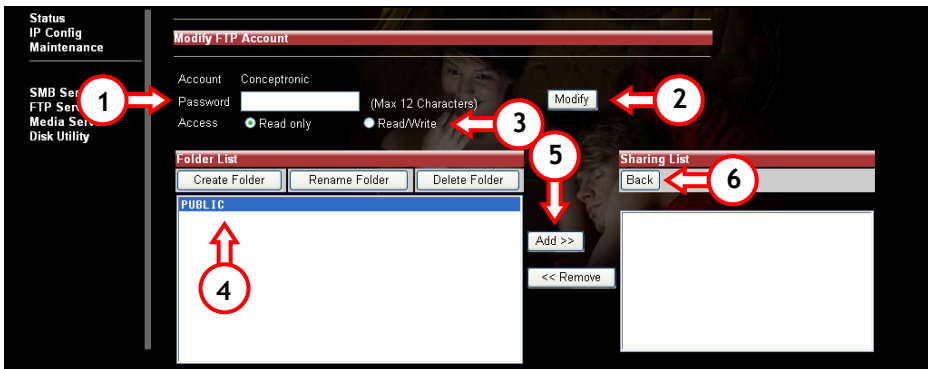 Status
IP Config
Maintenance
SMB Ser
FTP Serv
Media Serv
Disk Utility
Modify FTP Account
Account Conceptronic
Password (Max 12 Characters) Modify
Access Read only Read/Write
1
2
3
5
Folder List
Create Folder Rename Folder Delete Folder
PUBLIC
4
Add >>
<< Remove
Sharing List
Back
6